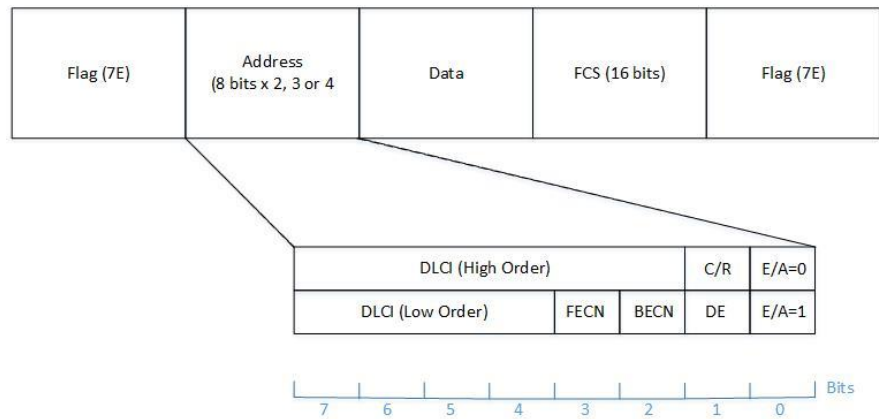 Flag (7E)
Address
(8 bits x 2, 3 or 4
Data
FCS (16 bits)
Flag (7E)
DLCI (High Order)
C/R
E/A=0
DLCI (Low Order)
FECN
BECN
DE
E/A=1
Bits
7 6 5 4 3 2 1 0